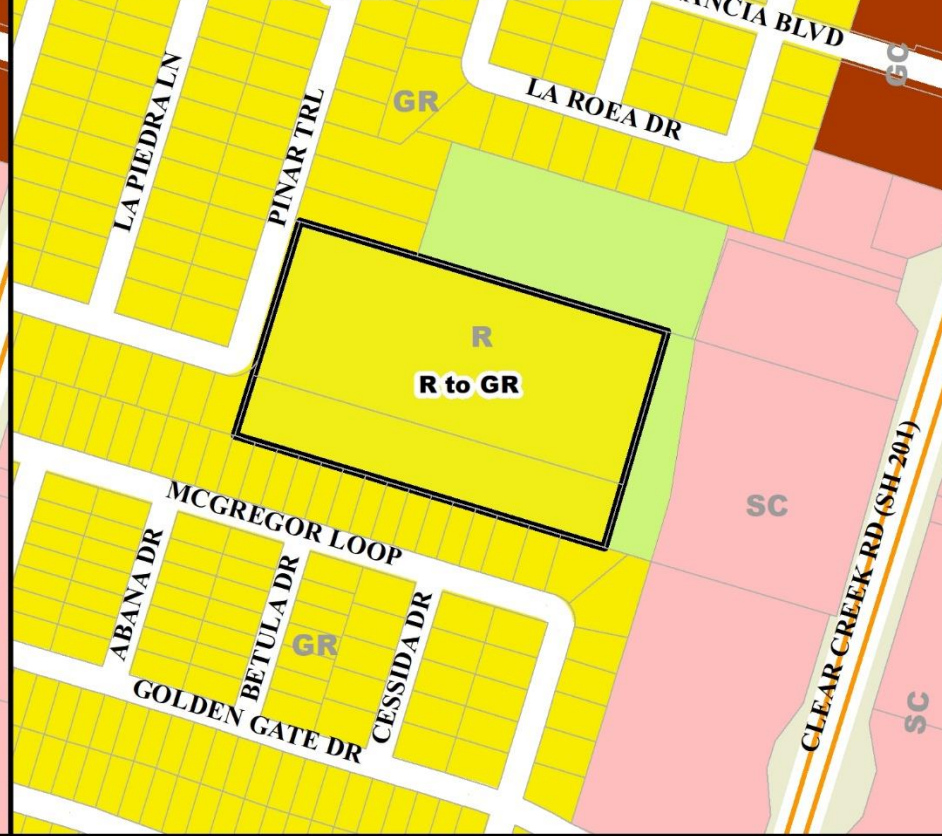 ANCIA BLVD
GC
LA PIEDRA LN
PINAR TRL
GR
LA ROEA DR
R
R to GR
SC
CLEAR CREEK RD (SH 201)
MCGREGOR LOOP
ABANA DR
BETULA DR
GR
CESSIDA DR
GOLDEN GATE DR
SC